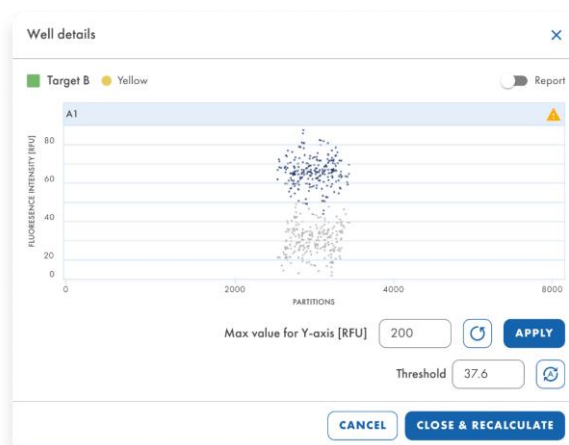 Well details
Target B Yellow Report
A1
FLUORESENCE INTENSITY [RFU]
80
60
40
20
0
0 2000 4000 8000
PARTITIONS
Max value for Y-axis [RFU] 200 APPLY
Threshold 37.6 A
CANCEL CLOSE & RECALCULATE